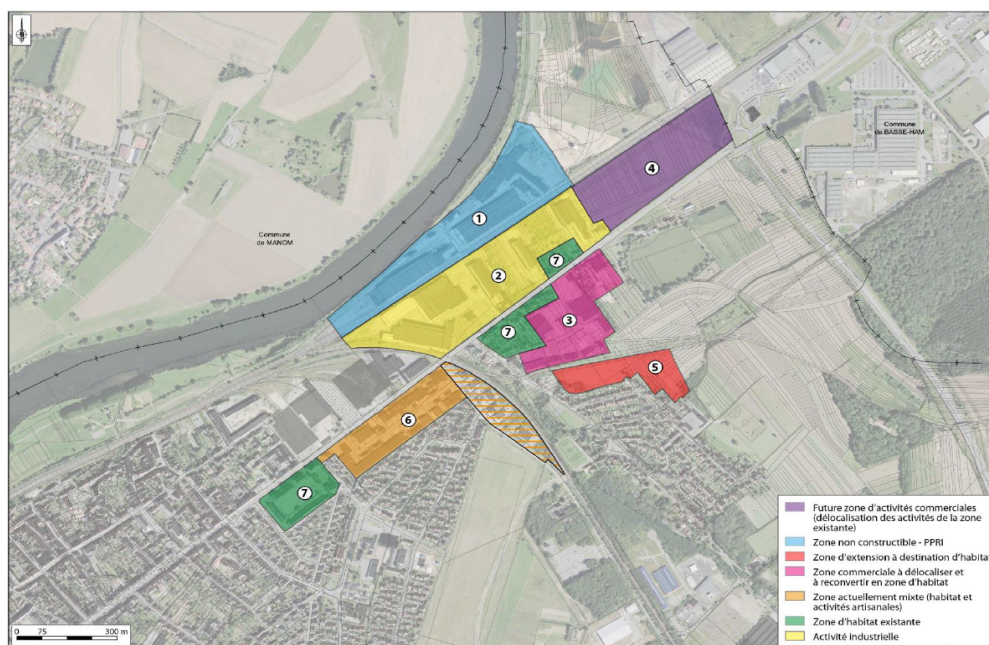 N
Commune
de MANOM
Commune
de BASSE-HAM
1
4
2
7
3
7
5
6
7
Future zone d'activités commerciales
(délocalisation des activités de la zone
existante)
Zone non constructible - PPRI
Zone d'extension à destination d'habitat
Zone commerciale à délocaliser et
à reconvertir en zone d'habitat
Zone actuellement mixte (habitat et
activités artisanales)
Zone d'habitat existante
Activité industrielle
0 75 300 m